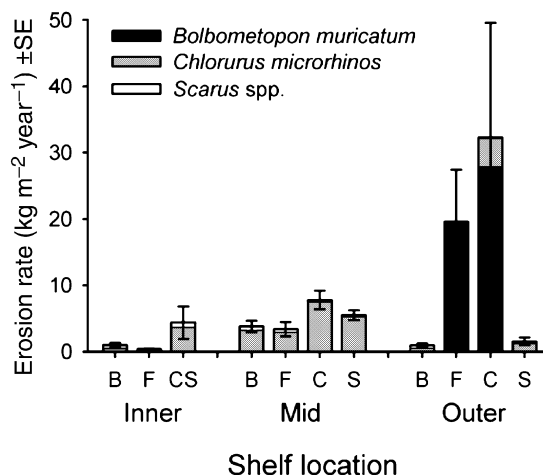 Erosion rate (kg m⁻² year⁻¹) ±SE
50
40
30
20
10
0
Bolbometopon muricatum
Chlorurus microrhinos
Scarus spp.
B F CS B F C S B F C S
Inner Mid Outer
Shelf location